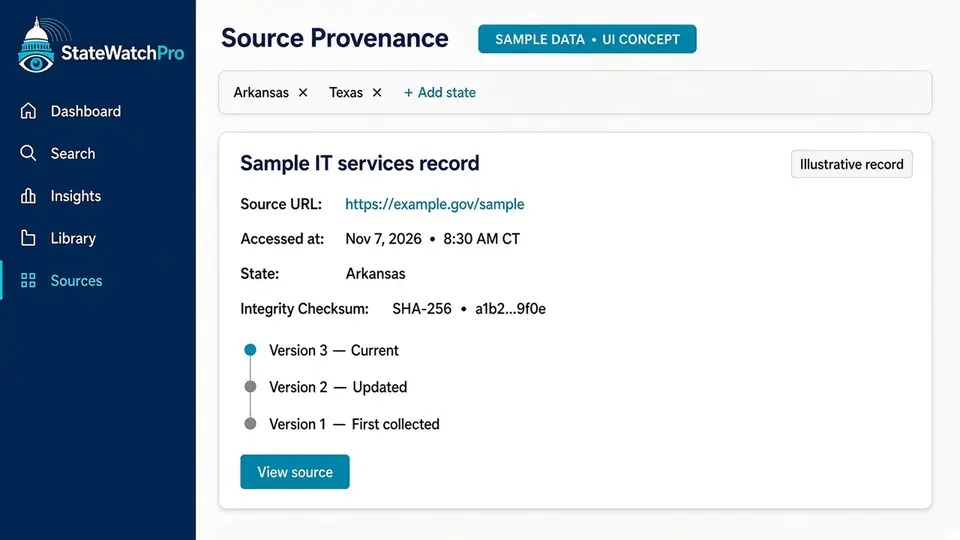 StateWatchPro
Dashboard
Search
Insights
Library
Sources
Source Provenance
SAMPLE DATA • UI CONCEPT
Arkansas ×
Texas ×
+ Add state
Sample IT services record
Illustrative record
Source URL: https://example.gov/sample
Accessed at: Nov 7, 2026 • 8:30 AM CT
State: Arkansas
Integrity Checksum: SHA-256 • a1b2...9f0e
Version 3 — Current
Version 2 — Updated
Version 1 — First collected
View source